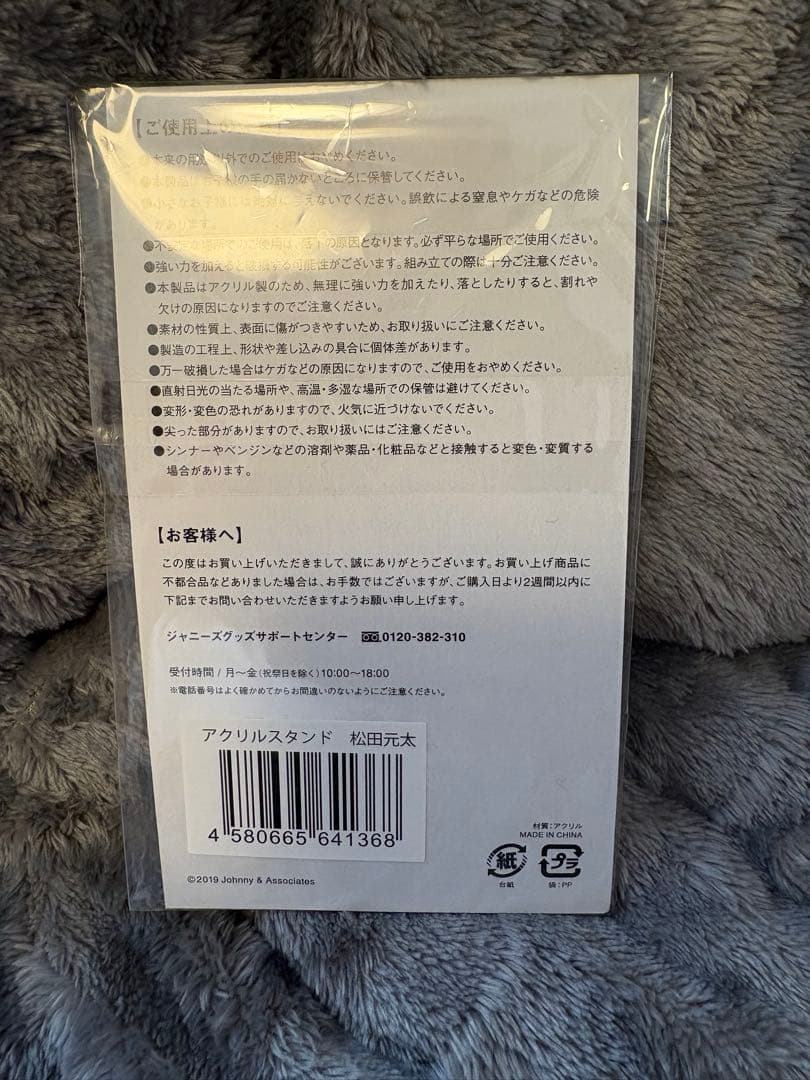 【ご使用上の
本来の用途以外でのご使用はおやめください。
●本製品は お子様の手の届かないところに保管してください。
●小さなお子様には絶対に与えないでください。誤飲による窒息やケガなどの危険
があります。
●不安定な場所でのご使用は、落下の原因となります。必ず平らな場所でご使用ください。
●強い力を加えると破損する可能性がございます。組み立ての際は十分ご注意ください。
●本製品はアクリル製のため、無理に強い力を加えたり、落としたりすると、割れや
欠けの原因になりますのでご注意ください。
●素材の性質上、表面に傷がつきやすいため、お取り扱いにご注意ください。
●製造の工程上、形状や差し込みの具合に個体差があります。
●万一破損した場合はケガなどの原因になりますので、ご使用をおやめください。
●直射日光の当たる場所や、高温・多湿な場所での保管は避けてください。
●変形・変色の恐れがありますので、火気に近づけないでください。
●尖った部分がありますので、お取り扱いにはご注意ください。
●シンナーやベンジンなどの溶剤や薬品・化粧品などと接触すると変色・変質する
場合があります。
【お客様へ】
この度はお買い上げいただきまして、誠にありがとうございます。お買い上げ商品に
不都合品などありました場合は、お手数ではございますが、ご購入日より2週間以内に
下記までお問い合わせいただきますようお願い申し上げます。
ジャニーズグッズサポートセンター 0120-382-310
受付時間 / 月〜金(祝祭日を除く)10:00〜18:00
※電話番号はよく確かめてからお間違いのないようにご注意ください。
アクリルスタンド 松田元太
4 580665 641368
材質：アクリル
MADE IN CHINA
紙 プラ
台紙 袋：PP
©2019 Johnny & Associates